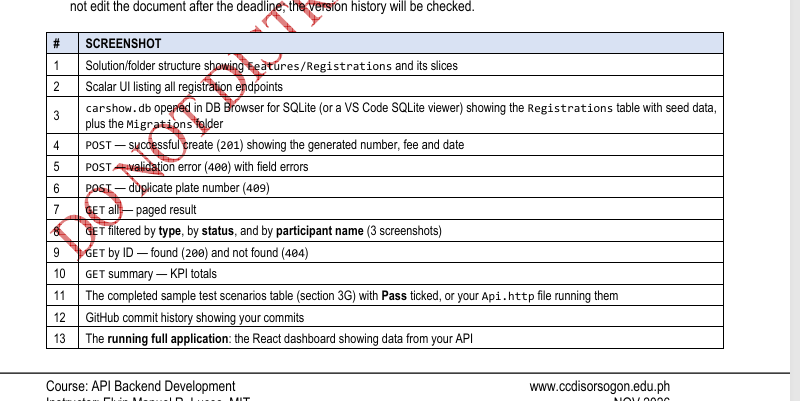 not edit the document after the deadline; the version history will be checked.
# SCREENSHOT
1 Solution/folder structure showing Features/Registrations and its slices
2 Scalar UI listing all registration endpoints
3 carshow.db opened in DB Browser for SQLite (or a VS Code SQLite viewer) showing the Registrations table with seed data,
plus the Migrations folder
4 POST — successful create (201) showing the generated number, fee and date
5 POST — validation error (400) with field errors
6 POST — duplicate plate number (409)
7 GET all — paged result
8 GET filtered by type, by status, and by participant name (3 screenshots)
9 GET by ID — found (200) and not found (404)
10 GET summary — KPI totals
11 The completed sample test scenarios table (section 3G) with Pass ticked, or your Api.http file running them
12 GitHub commit history showing your commits
13 The running full application: the React dashboard showing data from your API
DO NOT DISTR
Course: API Backend Development
www.ccdisorsogon.edu.ph